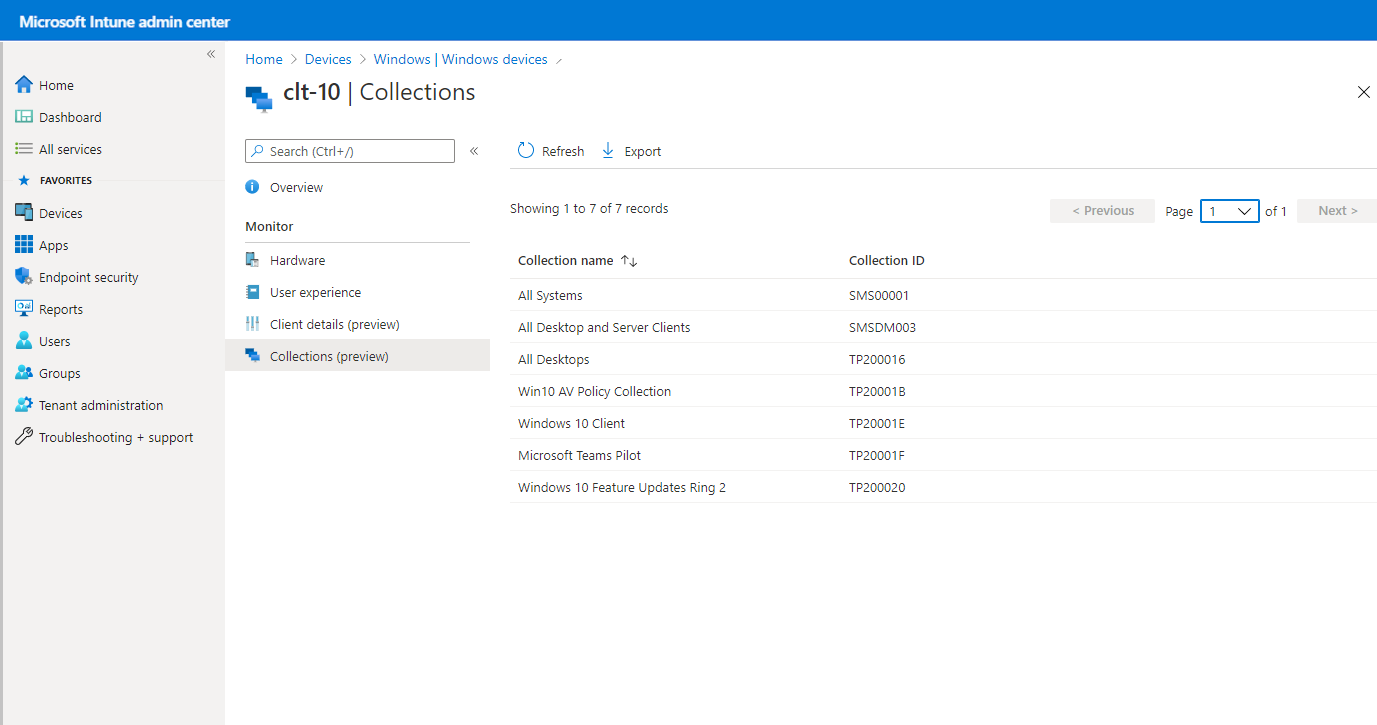 Microsoft Intune admin center
«
Home
Dashboard
All services
FAVORITES
Devices
Apps
Endpoint security
Reports
Users
Groups
Tenant administration
Troubleshooting + support
Home > Devices > Windows | Windows devices
clt-10 | Collections
Search (Ctrl+/)
«
Overview
Monitor
Hardware
User experience
Client details (preview)
Collections (preview)
Refresh Export
Showing 1 to 7 of 7 records
< Previous Page 1 of 1 Next >
Collection name Collection ID
All Systems SMS00001
All Desktop and Server Clients SMSDM003
All Desktops TP200016
Win10 AV Policy Collection TP20001B
Windows 10 Client TP20001E
Microsoft Teams Pilot TP20001F
Windows 10 Feature Updates Ring 2 TP200020